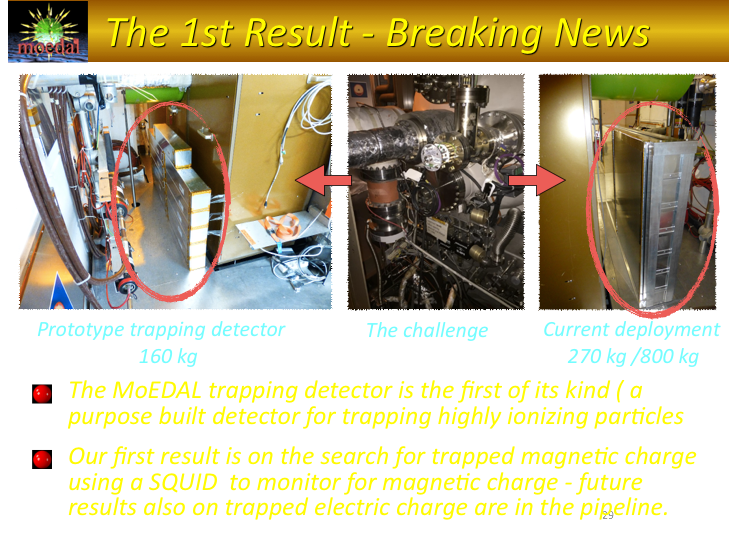 moedal
The 1st Result - Breaking News
Prototype trapping detector
160 kg
The challenge
Current deployment
270 kg /800 kg
The MoEDAL trapping detector is the first of its kind ( a
purpose built detector for trapping highly ionizing particles
Our first result is on the search for trapped magnetic charge
using a SQUID to monitor for magnetic charge - future
results also on trapped electric charge are in the pipeline.
29